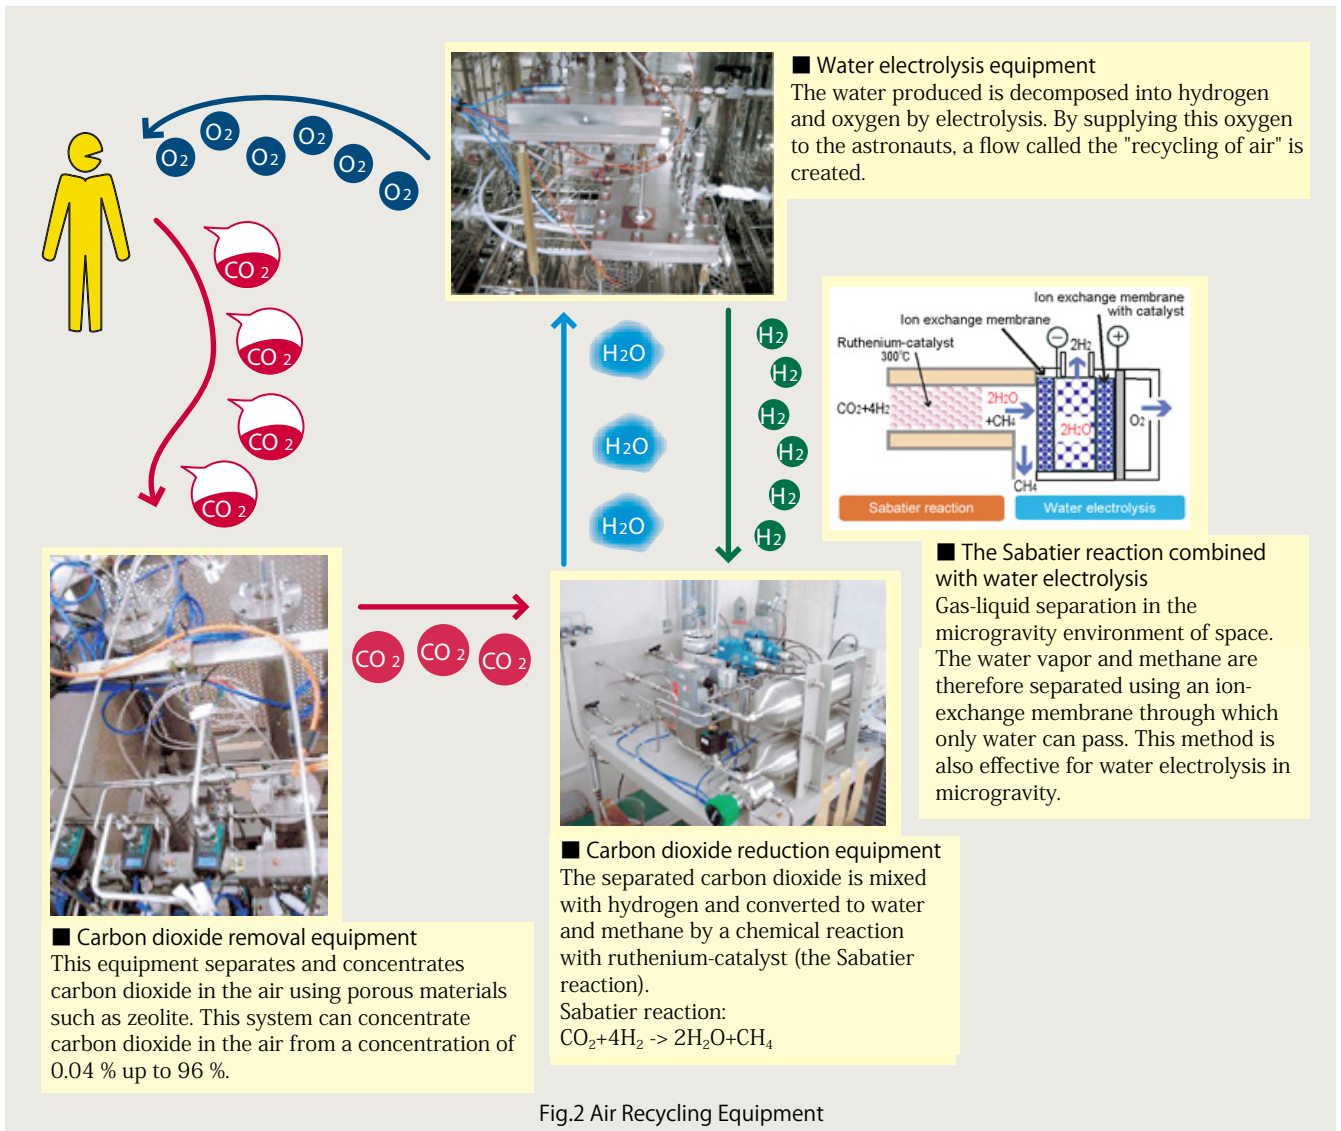 ■ Water electrolysis equipment
The water produced is decomposed into hydrogen
and oxygen by electrolysis. By supplying this oxygen
to the astronauts, a flow called the "recycling of air" is
created.
O2
O2
O2
O2
O2
O2
CO 2
CO 2
CO 2
CO 2
H2O
H2O
H2O
H2
H2
H2
H2
H2
H2
Ion exchange membrane
with catalyst
Ion exchange membrane
Ruthenium-catalyst
300°C
−
+
2H2
CO2+4H2
2H2O
+CH4
2H2O
O2
CH4
Sabatier reaction
Water electrolysis
■ The Sabatier reaction combined
with water electrolysis
Gas-liquid separation in the
microgravity environment of space.
The water vapor and methane are
therefore separated using an ion-
exchange membrane through which
only water can pass. This method is
also effective for water electrolysis in
microgravity.
CO 2
CO 2
CO 2
■ Carbon dioxide reduction equipment
The separated carbon dioxide is mixed
with hydrogen and converted to water
and methane by a chemical reaction
with ruthenium-catalyst (the Sabatier
reaction).
Sabatier reaction:
CO₂+4H₂ -> 2H₂O+CH₄
■ Carbon dioxide removal equipment
This equipment separates and concentrates
carbon dioxide in the air using porous materials
such as zeolite. This system can concentrate
carbon dioxide in the air from a concentration of
0.04 % up to 96 %.
Fig.2 Air Recycling Equipment